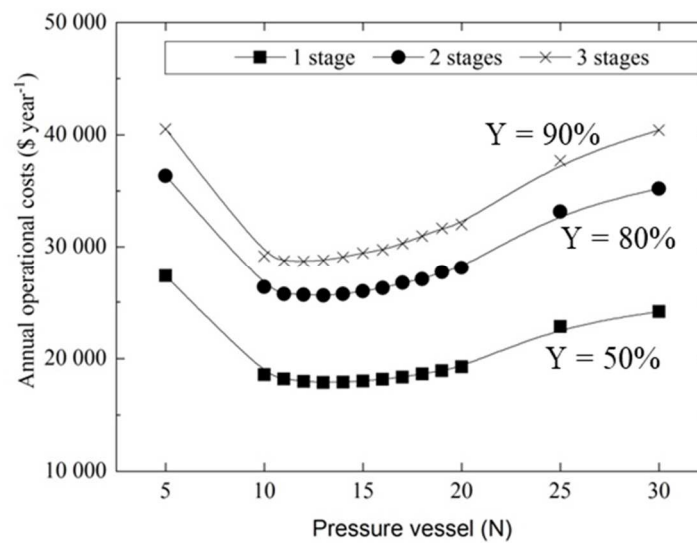 50 000
1 stage 2 stages 3 stages
40 000
Y = 90%
30 000
Y = 80%
20 000
Y = 50%
10 000
5 10 15 20 25 30
Annual operational costs ($ year-1)
Pressure vessel (N)